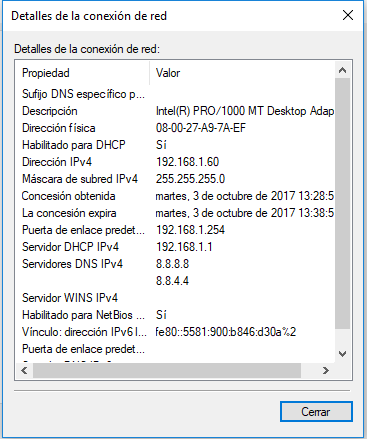 Detalles de la conexión de red
Detalles de la conexión de red:
Propiedad Valor
Sufijo DNS específico p...
Descripción Intel(R) PRO/1000 MT Desktop Adap
Dirección física 08-00-27-A9-7A-EF
Habilitado para DHCP Sí
Dirección IPv4 192.168.1.60
Máscara de subred IPv4 255.255.255.0
Concesión obtenida martes, 3 de octubre de 2017 13:28:5
La concesión expira martes, 3 de octubre de 2017 13:38:5
Puerta de enlace predet... 192.168.1.254
Servidor DHCP IPv4 192.168.1.1
Servidores DNS IPv4 8.8.8.8
8.8.4.4
Servidor WINS IPv4
Habilitado para NetBios ... Sí
Vínculo: dirección IPv6 l... fe80::5581:900:b846:d30a%2
Puerta de enlace predet...
Cerrar